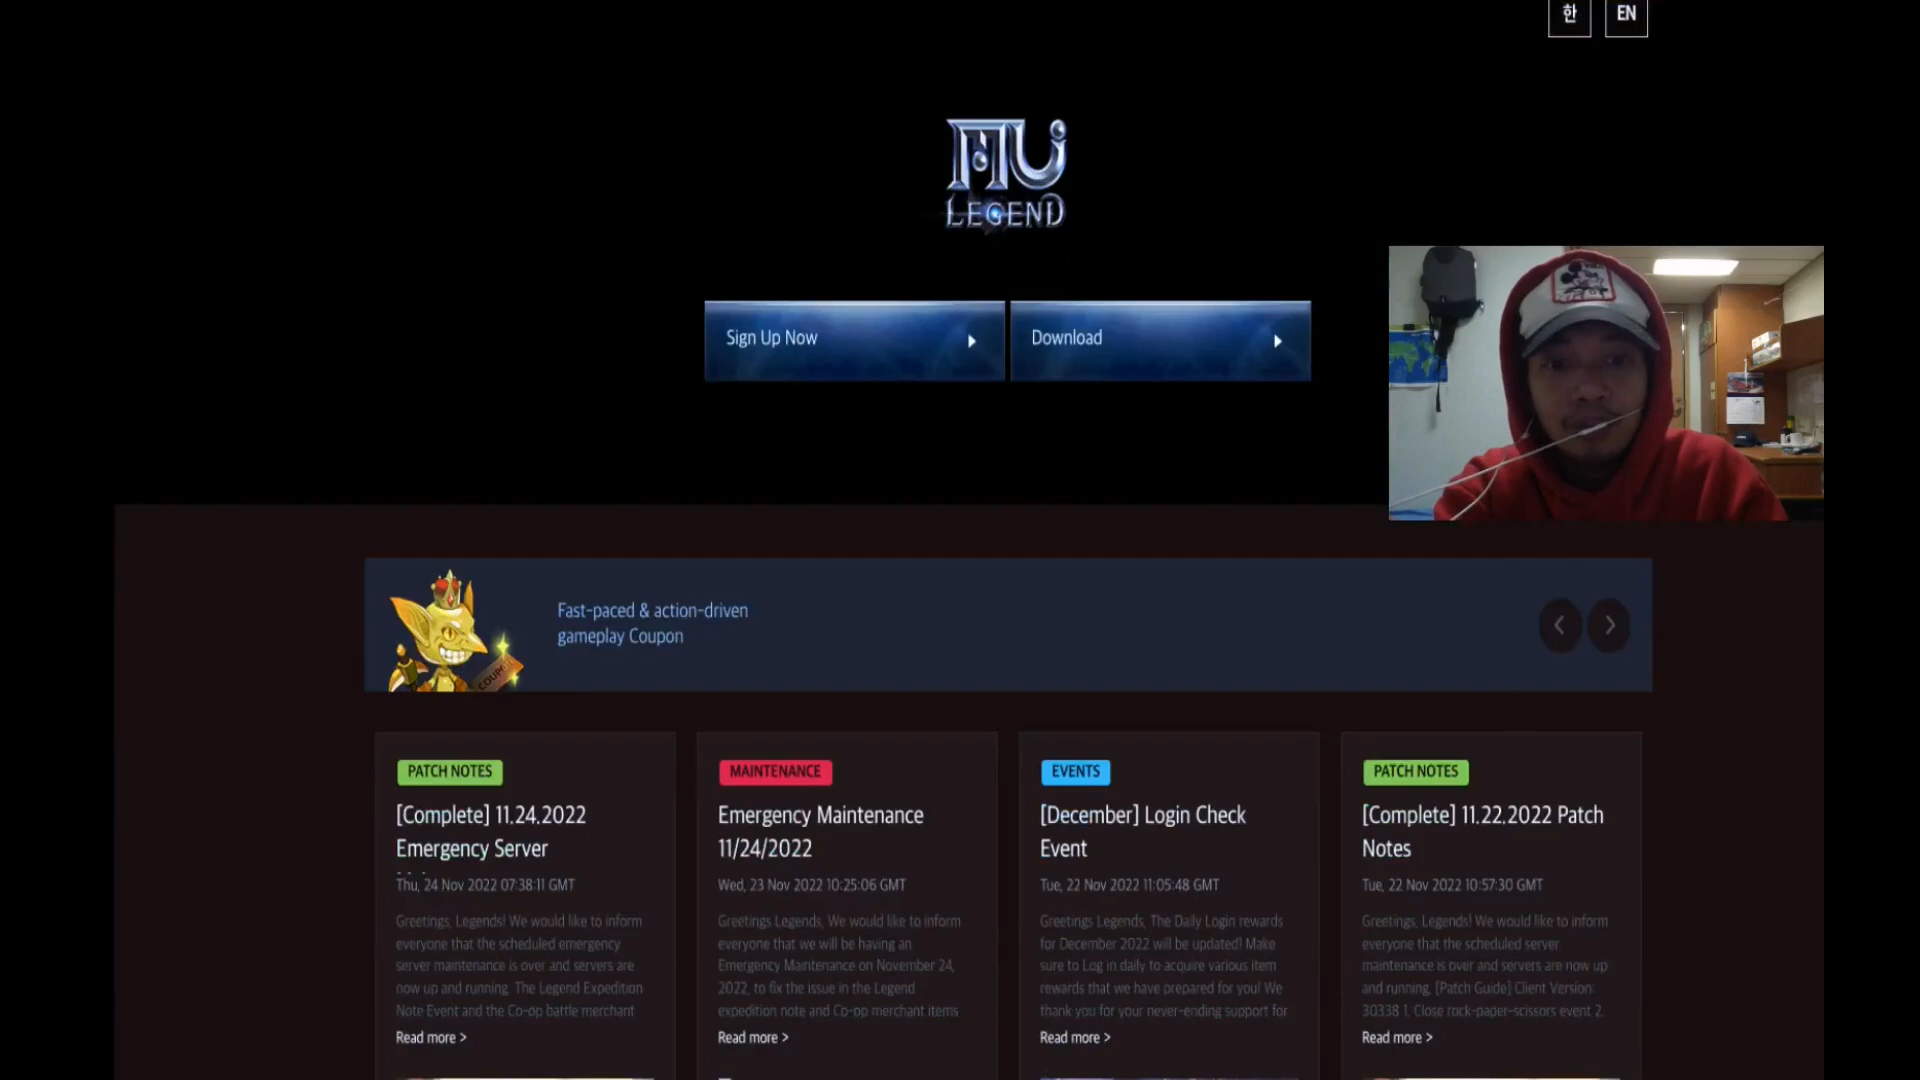 한 EN
MU
LEGEND
Sign Up Now
Download
Fast-paced & action-driven
gameplay Coupon
COUPON
PATCH NOTES
[Complete] 11.24.2022
Emergency Server
Thu, 24 Nov 2022 07:38:11 GMT
Greetings, Legends! We would like to inform
everyone that the scheduled emergency
server maintenance is over and servers are
now up and running. The Legend Expedition
Note Event and the Co-op battle merchant
Read more >
MAINTENANCE
Emergency Maintenance
11/24/2022
Wed, 23 Nov 2022 10:25:06 GMT
Greetings Legends, We would like to inform
everyone that we will be having an
Emergency Maintenance on November 24,
2022, to fix the issue in the Legend
expedition note and Co-op merchant items
Read more >
EVENTS
[December] Login Check
Event
Tue, 22 Nov 2022 11:05:48 GMT
Greetings Legends, The Daily Login rewards
for December 2022 will be updated! Make
sure to Log in daily to acquire various item
rewards that we have prepared for you! We
thank you for your never-ending support for
Read more >
PATCH NOTES
[Complete] 11.22.2022 Patch
Notes
Tue, 22 Nov 2022 10:57:30 GMT
Greetings, Legends! We would like to inform
everyone that the scheduled server
maintenance is over and servers are now up
and running. [Patch Guide] Client Version:
30338 1. Close rock-paper-scissors event 2.
Read more >